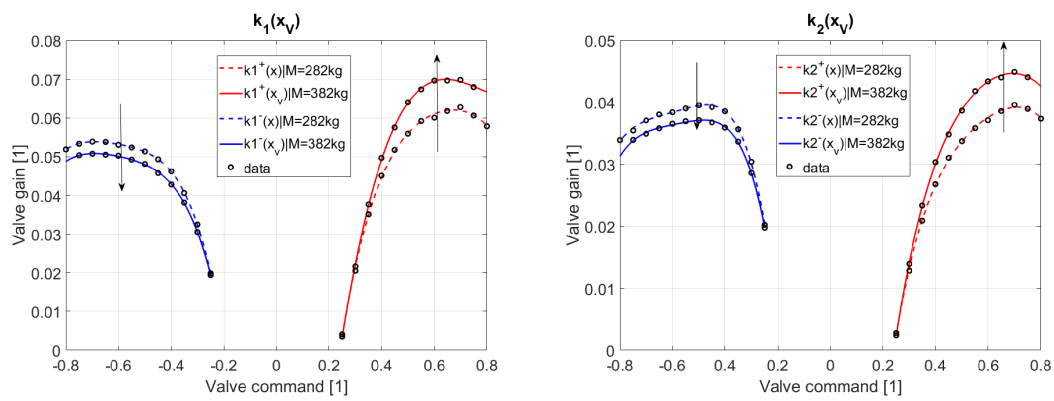 k1(xV)
0.08
0.07
0.06
0.05
0.04
0.03
0.02
0.01
0
Valve gain [1]
k1+(x)|M=282kg
k1+(xv)|M=382kg
k1-(x)|M=282kg
k1-(xv)|M=382kg
data
-0.8 -0.6 -0.4 -0.2 0 0.2 0.4 0.6 0.8
Valve command [1]
k2(xV)
0.05
0.04
0.03
0.02
0.01
0
Valve gain [1]
k2+(x)|M=282kg
k2+(xv)|M=382kg
k2-(x)|M=282kg
k2-(xv)|M=382kg
data
-0.8 -0.6 -0.4 -0.2 0 0.2 0.4 0.6 0.8
Valve command [1]